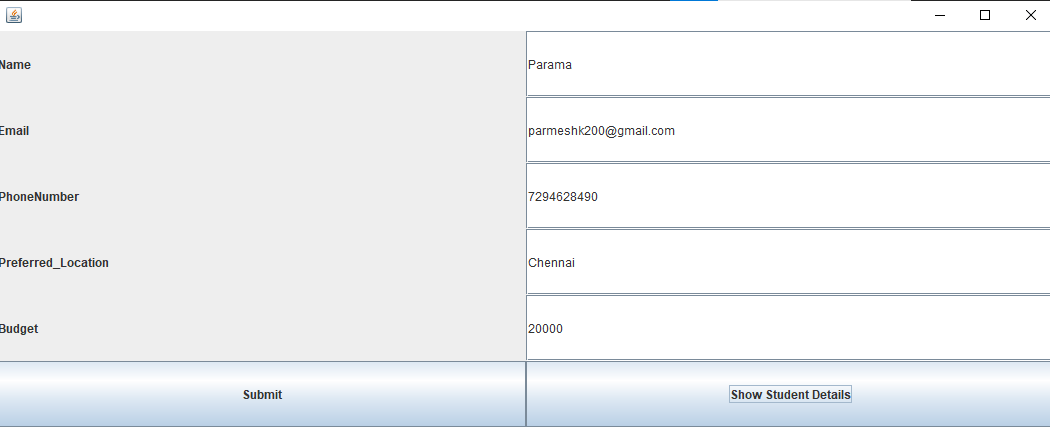 Name
Parama
Email
parmeshk200@gmail.com
PhoneNumber
7294628490
Preferred_Location
Chennai
Budget
20000
Submit
Show Student Details